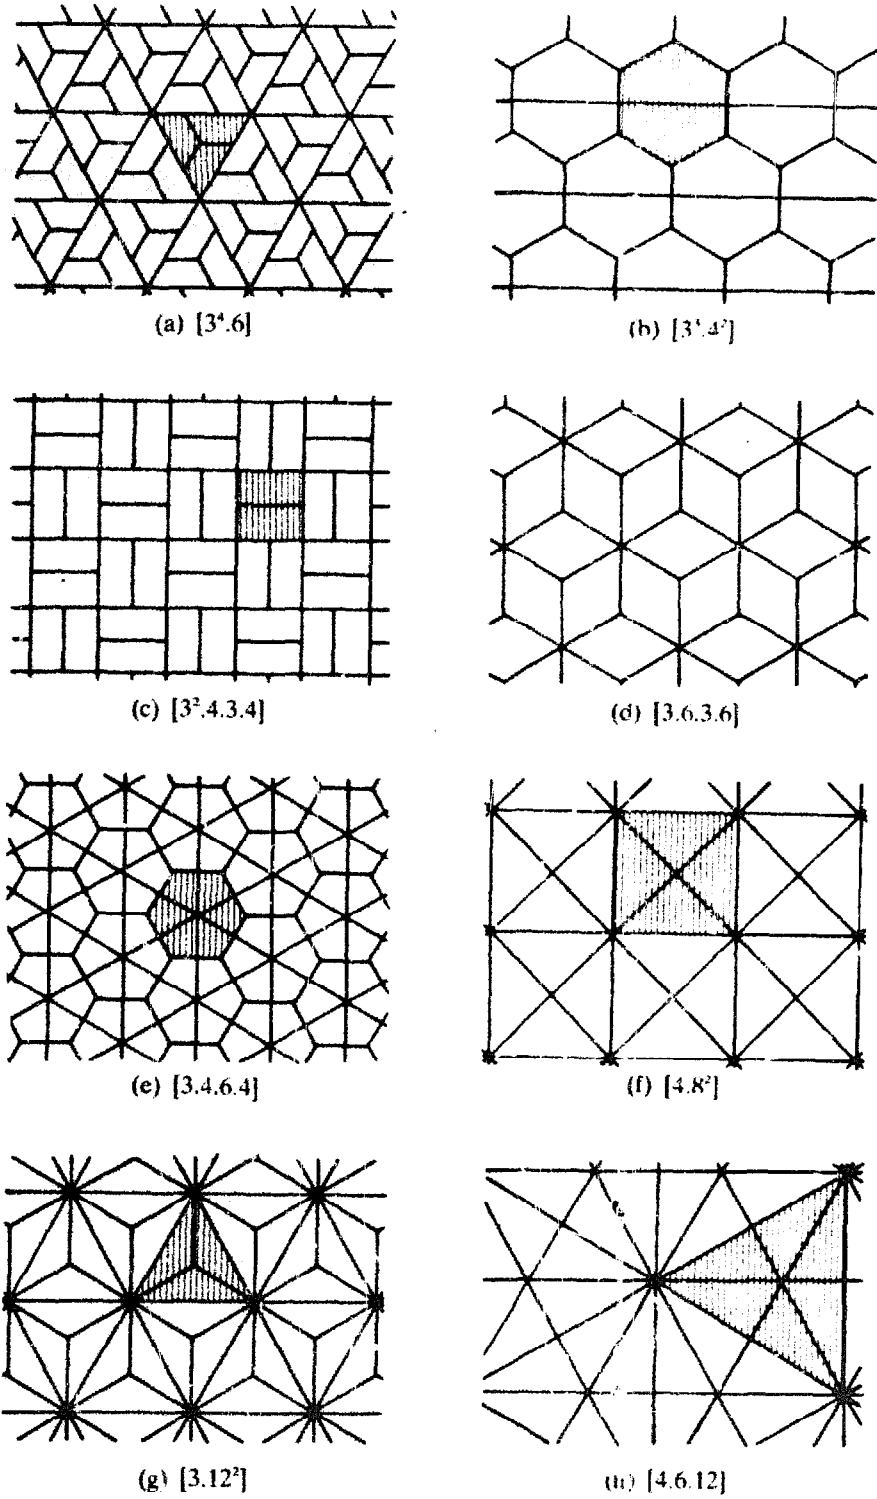 (a) [3⁴.6]
(b) [3³.4²]
(c) [3².4.3.4]
(d) [3.6.3.6]
(e) [3.4.6.4]
(f) [4.8²]
(g) [3.12²]
(h) [4.6.12]